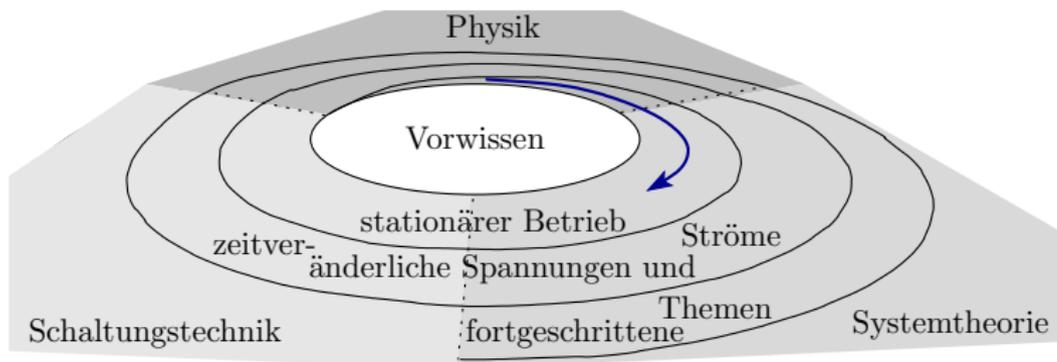 Physik
Vorwissen
stationärer Betrieb
zeitver-
änderliche Spannungen und
Ströme
fortgeschrittene
Themen
Schaltungstechnik
Systemtheorie